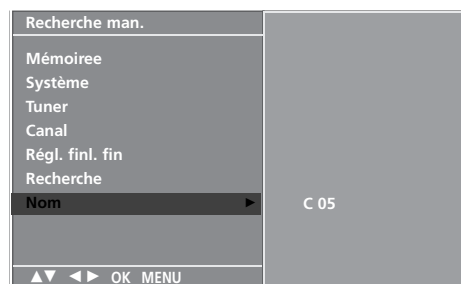 Recherche man.
Mémoiree
Système
Tuner
Canal
Régl. finl. fin
Recherche
Nom ► C 05
▲▼ ◄► OK MENU